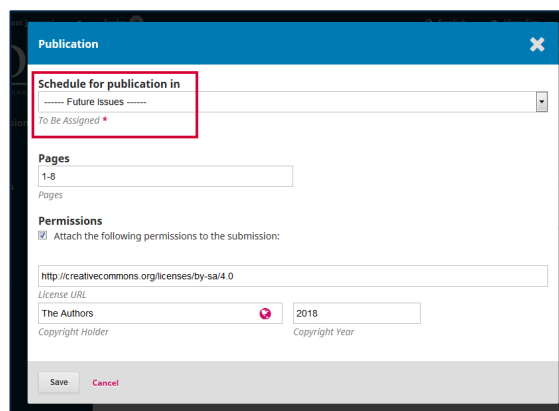 Publication
Schedule for publication in
------ Future Issues ------
To Be Assigned *
Pages
1-8
Pages
Permissions
Attach the following permissions to the submission:
http://creativecommons.org/licenses/by-sa/4.0
License URL
The Authors 2018
Copyright Holder Copyright Year
Save Cancel